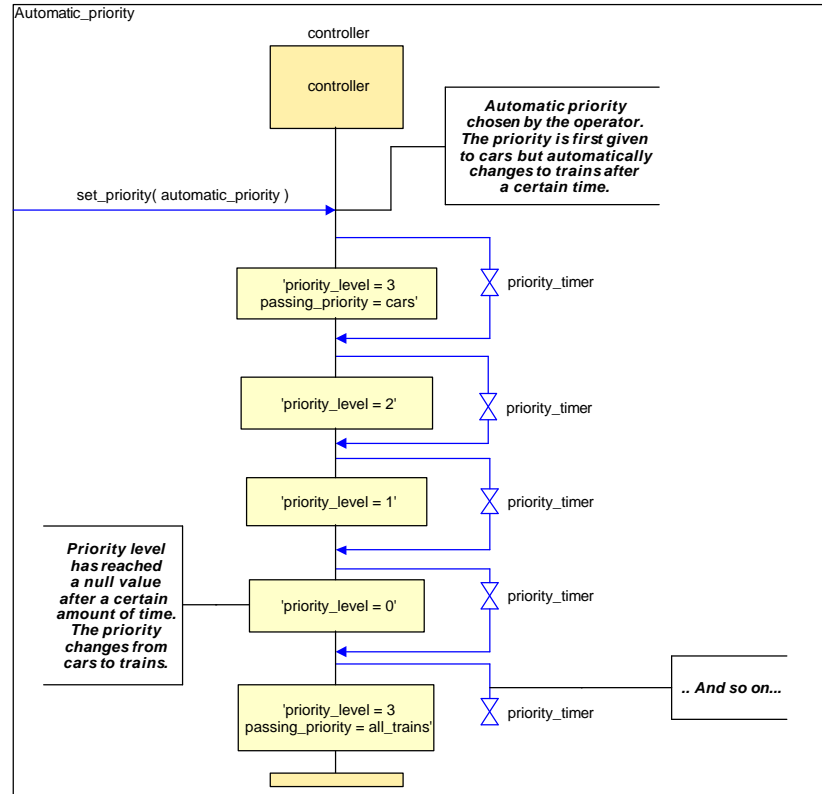 Automatic_priority
controller
controller
Automatic priority
chosen by the operator.
The priority is first given
to cars but automatically
changes to trains after
a certain time.
set_priority( automatic_priority )
'priority_level = 3
passing_priority = cars'
priority_timer
'priority_level = 2'
priority_timer
'priority_level = 1'
priority_timer
Priority level
has reached
a null value
after a certain
amount of time.
The priority
changes from
cars to trains.
'priority_level = 0'
priority_timer
'priority_level = 3
passing_priority = all_trains'
priority_timer
.. And so on...